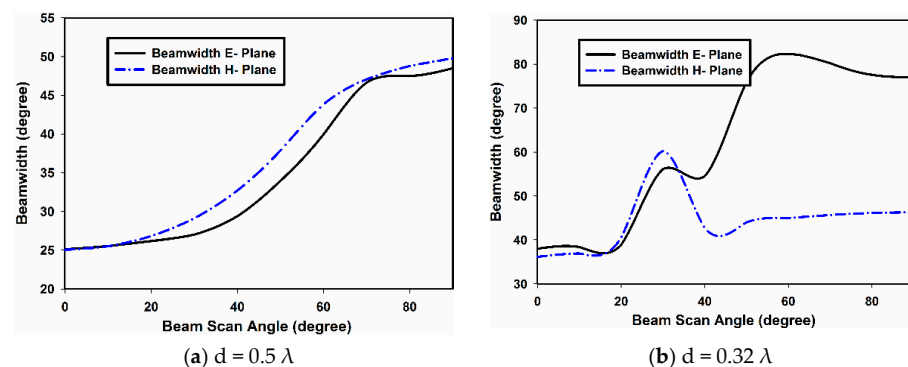 55
50
45
40
35
30
25
20
Beamwidth (degree)
Beamwidth E- Plane
Beamwidth H- Plane
0 20 40 60 80
Beam Scan Angle (degree)
(a) d = 0.5 λ
90
80
70
60
50
40
30
Beamwidth (degree)
Beamwidth E- Plane
Beamwidth H- Plane
0 20 40 60 80
Beam Scan Angle (degree)
(b) d = 0.32 λ